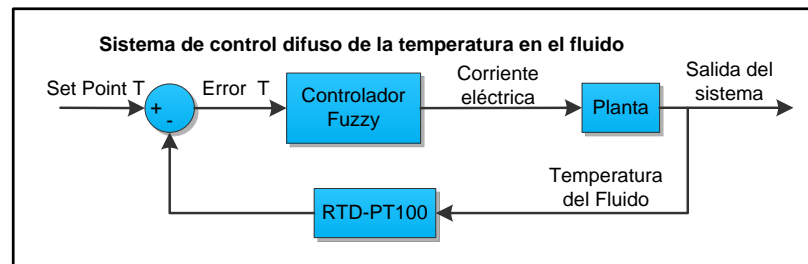 Sistema de control difuso de la temperatura en el fluido
Set Point T
+
-
Error T
Controlador
Fuzzy
Corriente
eléctrica
Planta
Salida del
sistema
Temperatura
del Fluido
RTD-PT100